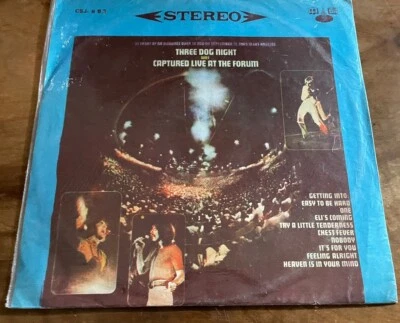 STEREO
THREE DOG NIGHT
WAS
CAPTURED LIVE AT THE FORUM
GETTING INTO
EASY TO BE HARD
ONE
ELI'S COMING
TRY A LITTLE TENDERNESS
CHEST FEVER
NOBODY
IT'S FOR YOU
FEELING ALRIGHT
HEAVEN IS IN YOUR MIND